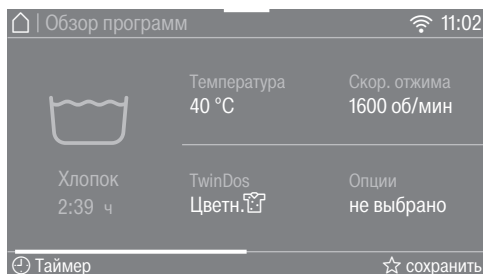 | Обзор программ 11:02
Температура Скор. отжима
40 °C 1600 об/мин
Хлопок TwinDos Опции
2:39 ч Цветн. не выбрано
Таймер сохранить